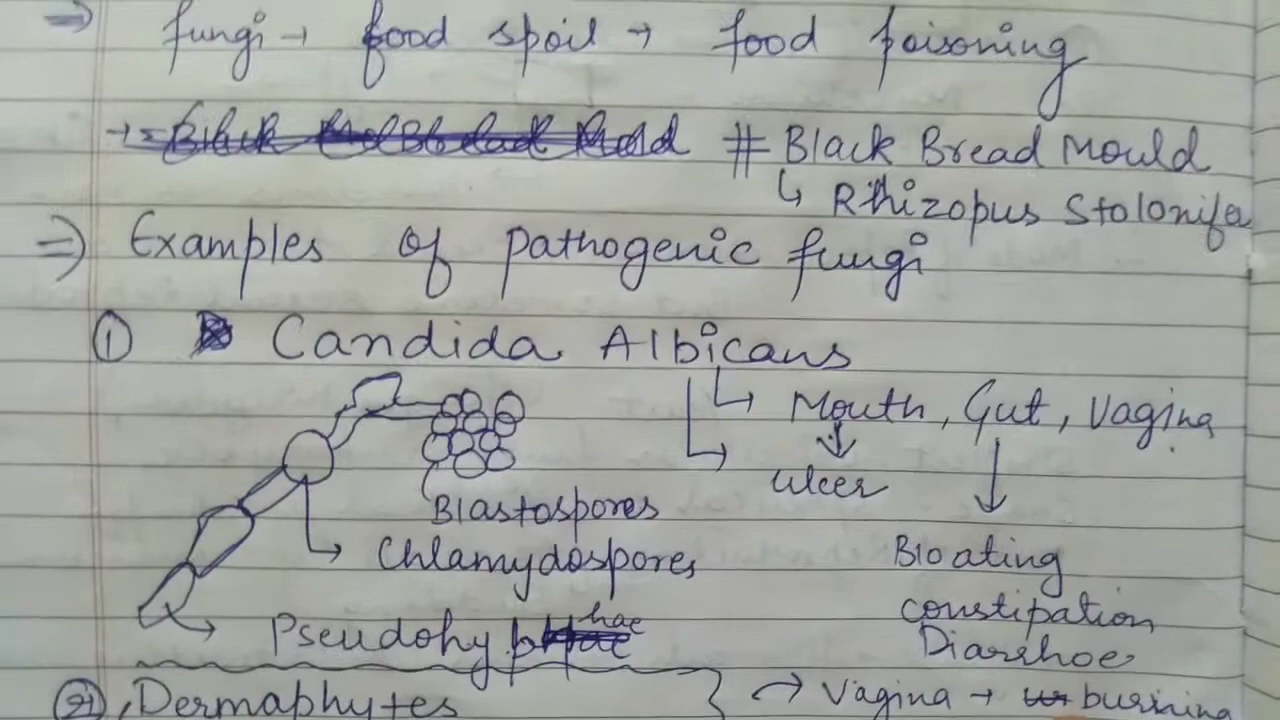 ⇒ fungi → food spoil → food poisoning
# Black Bread Mould
↳ Rhizopus Stolonifer
⇒ Examples of pathogenic fungi
① Candida Albicans
↳ Mouth, Gut, Vagina
↓ Ulcer
Blastospores
Chlamydospores
Bloating
constipation
Pseudohyphae
Diarrhoe
② Dermaphytes
→ Vagina → burning